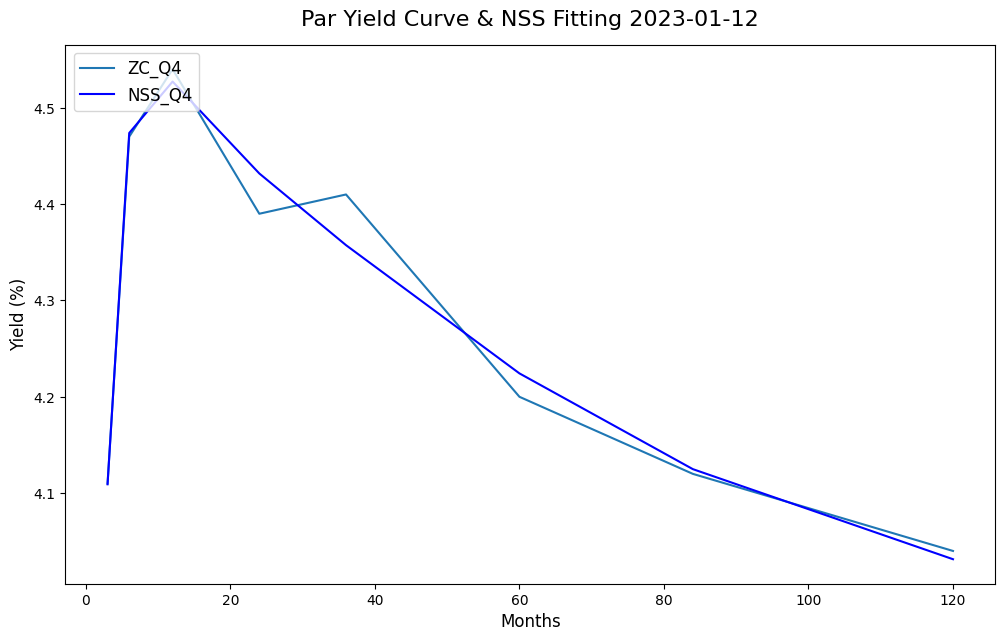 Par Yield Curve & NSS Fitting 2023-01-12
ZC_Q4
NSS_Q4
4.5
4.4
4.3
4.2
4.1
Yield (%)
0 20 40 60 80 100 120
Months